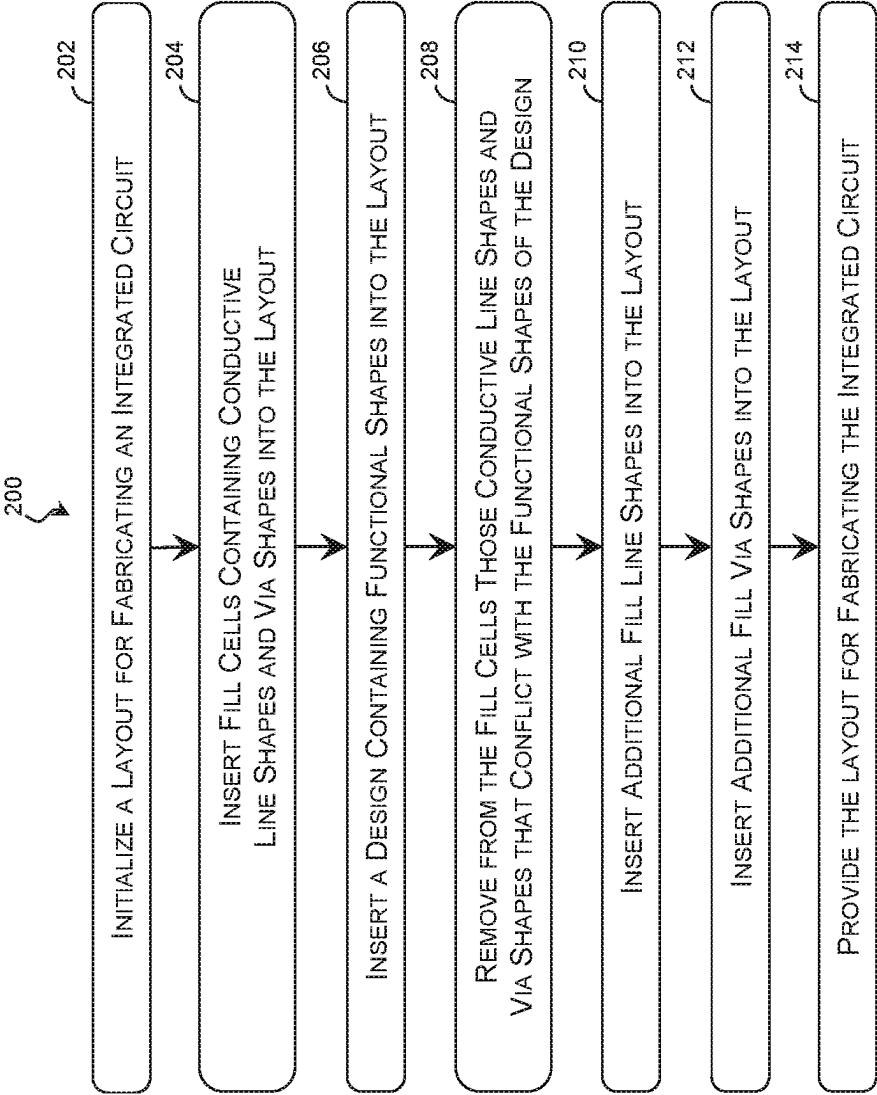 200
202
INITIALIZE A LAYOUT FOR FABRICATING AN INTEGRATED CIRCUIT
204
INSERT FILL CELLS CONTAINING CONDUCTIVE
LINE SHAPES AND VIA SHAPES INTO THE LAYOUT
206
INSERT A DESIGN CONTAINING FUNCTIONAL SHAPES INTO THE LAYOUT
208
REMOVE FROM THE FILL CELLS THOSE CONDUCTIVE LINE SHAPES AND
VIA SHAPES THAT CONFLICT WITH THE FUNCTIONAL SHAPES OF THE DESIGN
210
INSERT ADDITIONAL FILL LINE SHAPES INTO THE LAYOUT
212
INSERT ADDITIONAL FILL VIA SHAPES INTO THE LAYOUT
214
PROVIDE THE LAYOUT FOR FABRICATING THE INTEGRATED CIRCUIT